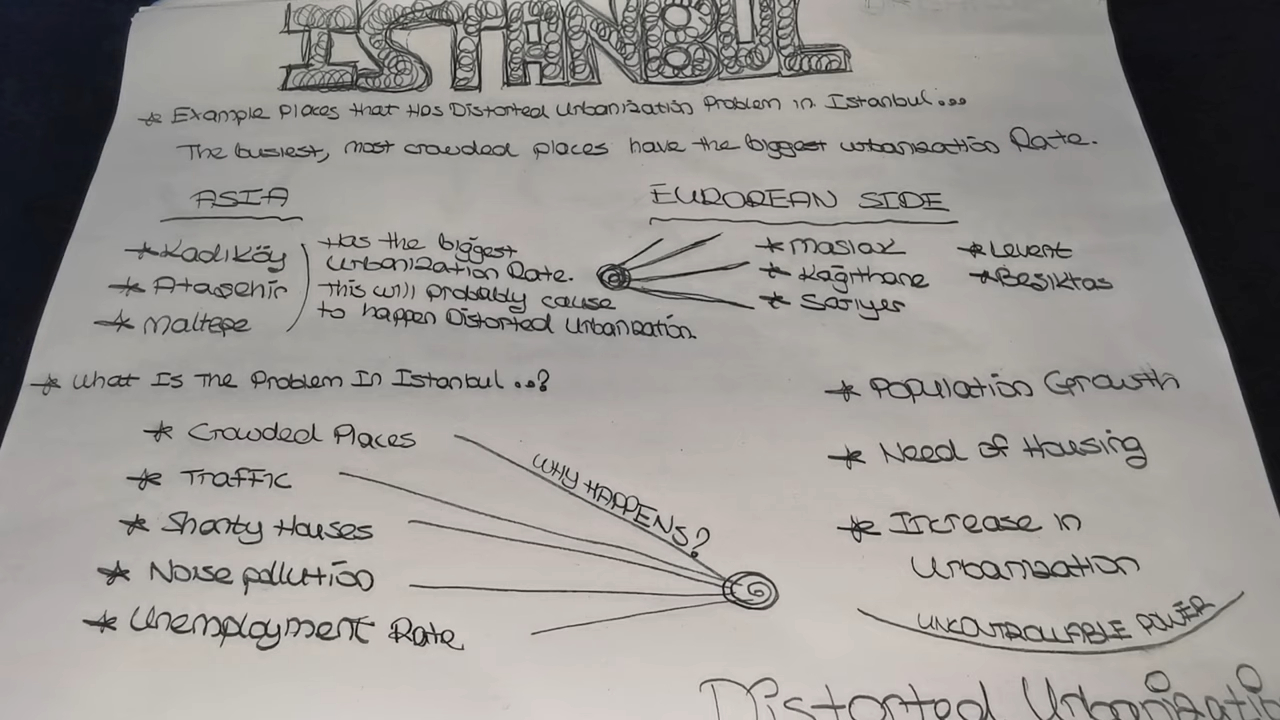 ISTANBUL
* Example Places that Has Distorted Urbanization Problem in Istanbul...
The busiest, most crowded places have the biggest urbanization Rate.
ASIA
* Kadıköy
* Ataşehir
* Maltepe
Has the biggest
Urbanization Rate.
This will probably cause
to happen Distorted Urbanization.
EUROREAN SIDE
* Maslak
* Kağıthane
* Sarıyer
* Levent
* Beşiktas
* What Is The Problem In Istanbul...?
* Crowded Places
* Traffic
* Shanty Houses
* Noise pollution
* Unemployment Rate
WHY HAPPENS?
* Population Growth
* Need of Housing
* Increase in
Urbanization
UNCONTROLLABLE POWER
Distorted Urbanizatin